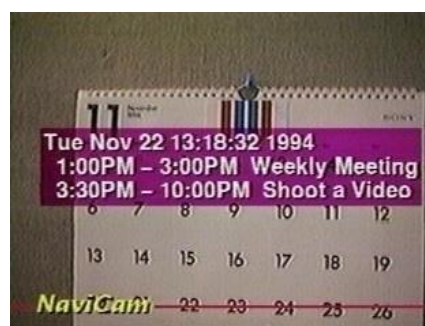 11 November
1994
SONY
Tue Nov 22 13:18:32 1994
1:00PM – 3:00PM Weekly Meeting
3:30PM – 10:00PM Shoot a Video
6 7 8 9 10 11 12
13 14 15 16 17 18 19
22 23 24 25 26
NaviCam